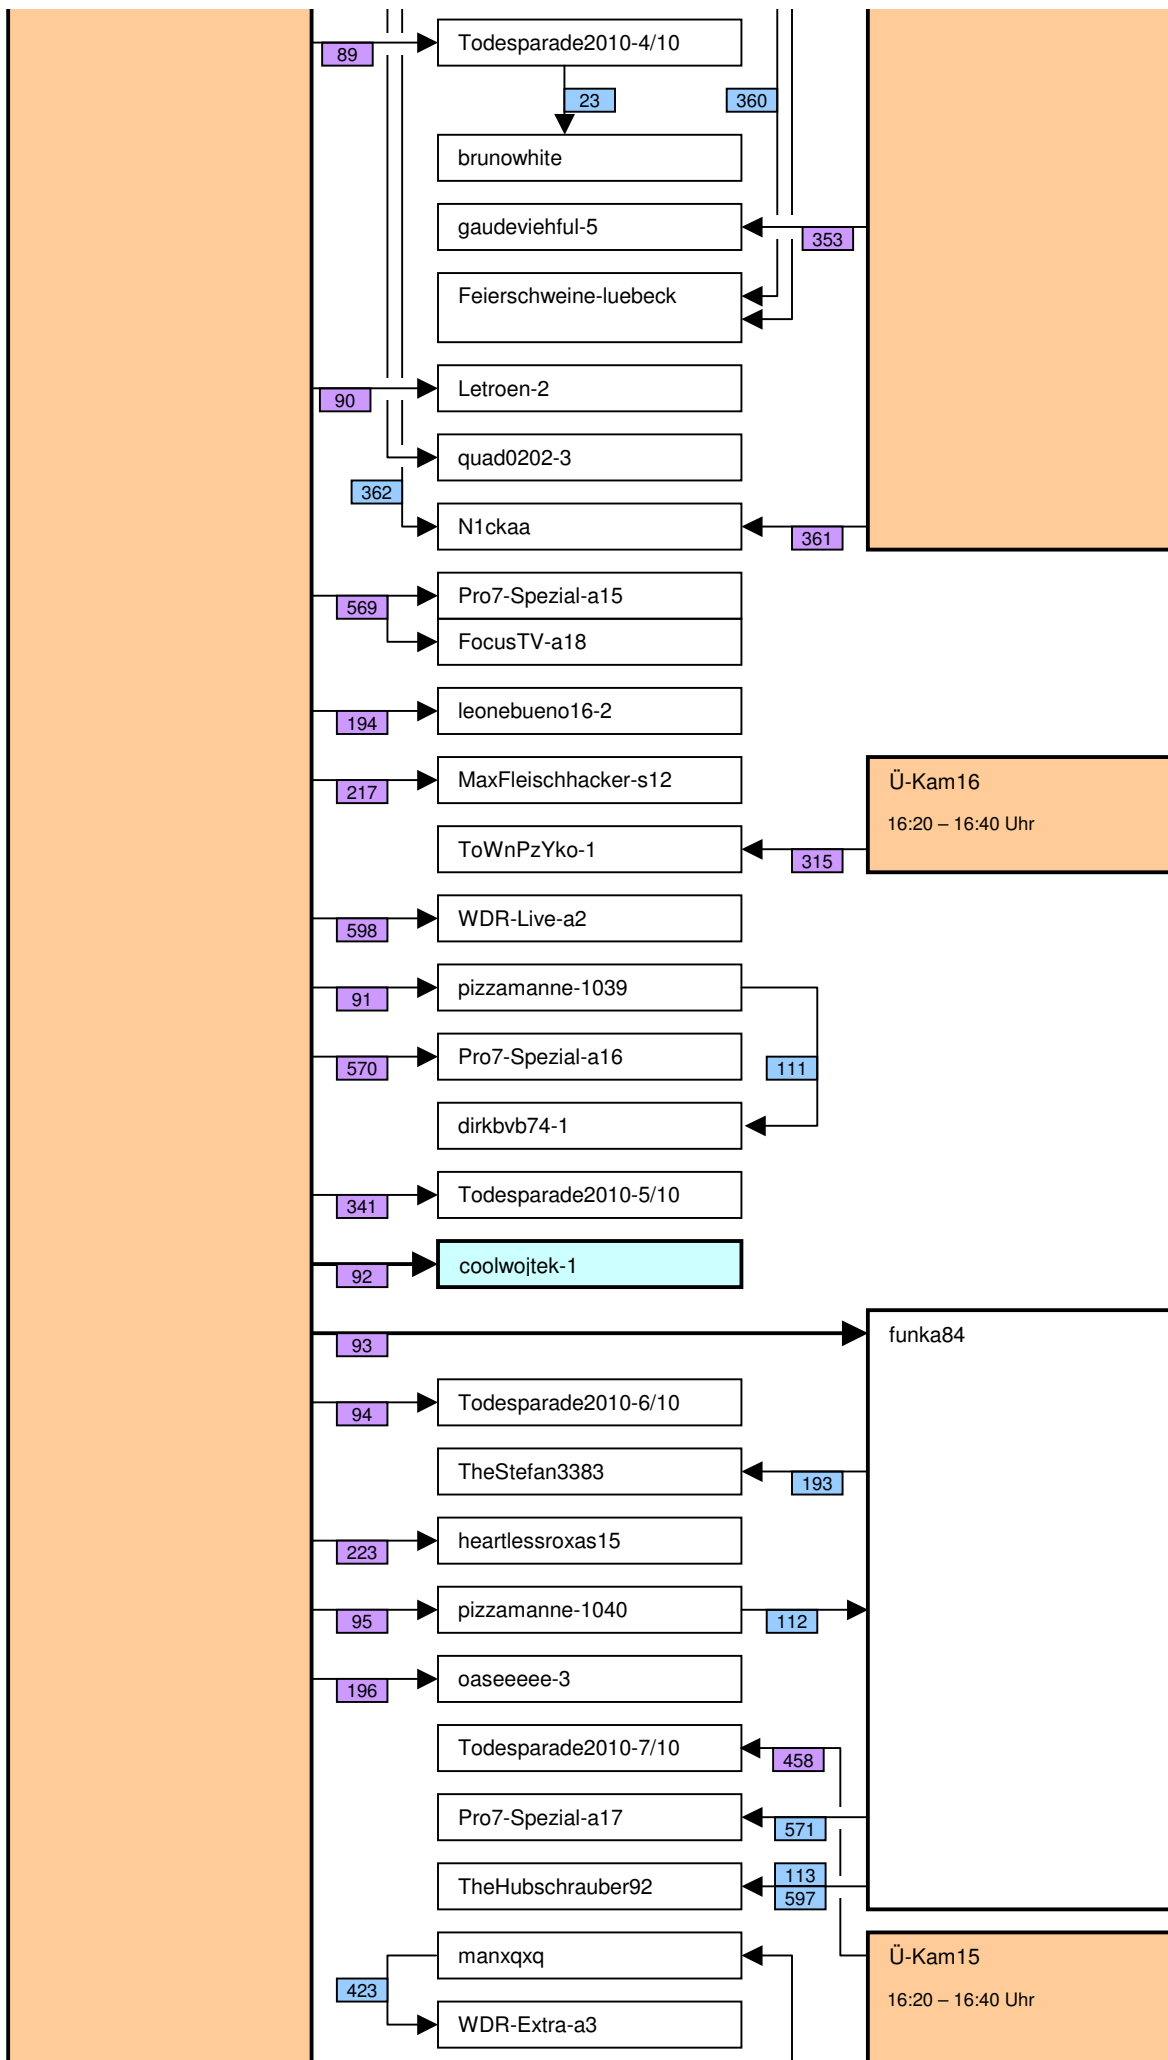 Todesparade2010-4/10
89
23
360
brunowhite
gaudeviehful-5
353
Feierschweine-luebeck
Letroen-2
90
quad0202-3
362
N1ckaa
361
Pro7-Spezial-a15
569
FocusTV-a18
leonebueno16-2
194
MaxFleischhacker-s12
217
Ü-Kam16
16:20 – 16:40 Uhr
ToWnPzYko-1
315
WDR-Live-a2
598
pizzamanne-1039
91
Pro7-Spezial-a16
570
111
dirkbvb74-1
Todesparade2010-5/10
341
coolwojtek-1
92
funka84
93
Todesparade2010-6/10
94
TheStefan3383
193
heartlessroxas15
223
pizzamanne-1040
95
112
oaseeeee-3
196
Todesparade2010-7/10
458
Pro7-Spezial-a17
571
113
TheHubschrauber92
597
manxqxq
Ü-Kam15
423
16:20 – 16:40 Uhr
WDR-Extra-a3